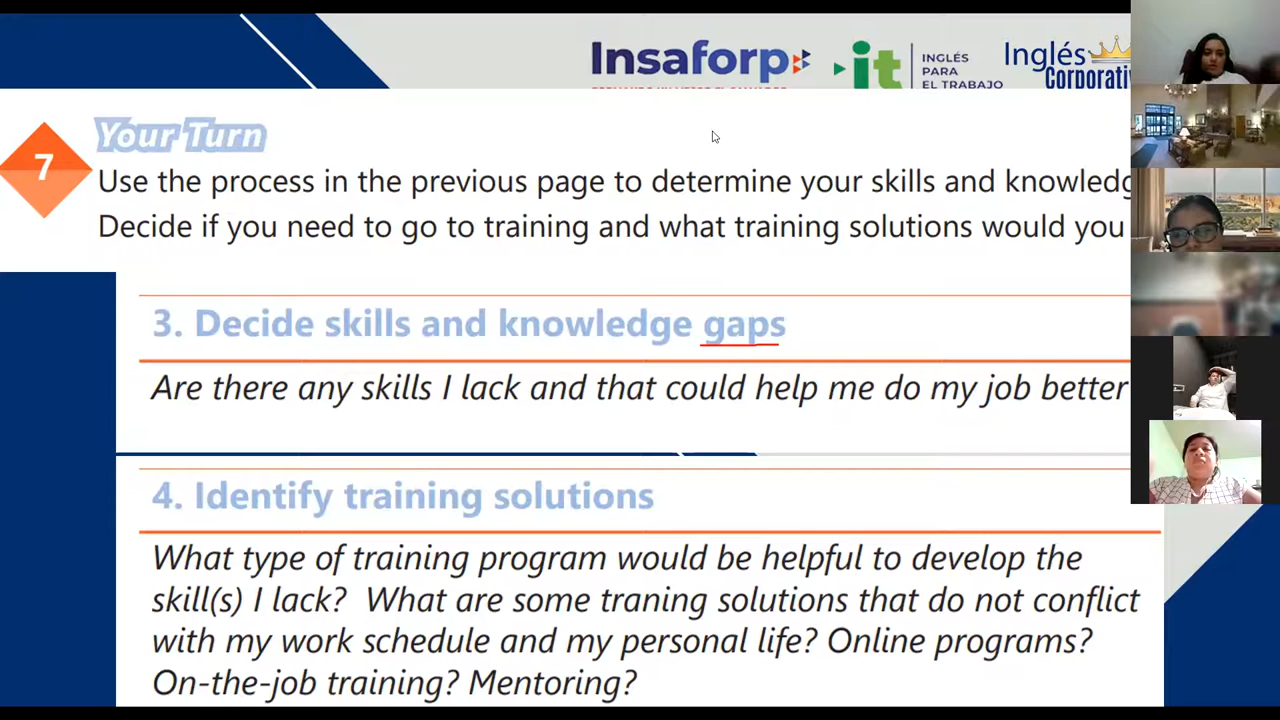 Insaforp
it
INGLÉS
PARA
EL TRABAJO
Inglés
7
Your Turn
Use the process in the previous page to determine your skills and
Decide if you need to go to training and what training solutions would you
3. Decide skills and knowledge gaps
Are there any skills I lack and that could help me do my job better
4. Identify training solutions
What type of training program would be helpful to develop the
skill(s) I lack? What are some traning solutions that do not conflict
with my work schedule and my personal life? Online programs?
On-the-job training? Mentoring?